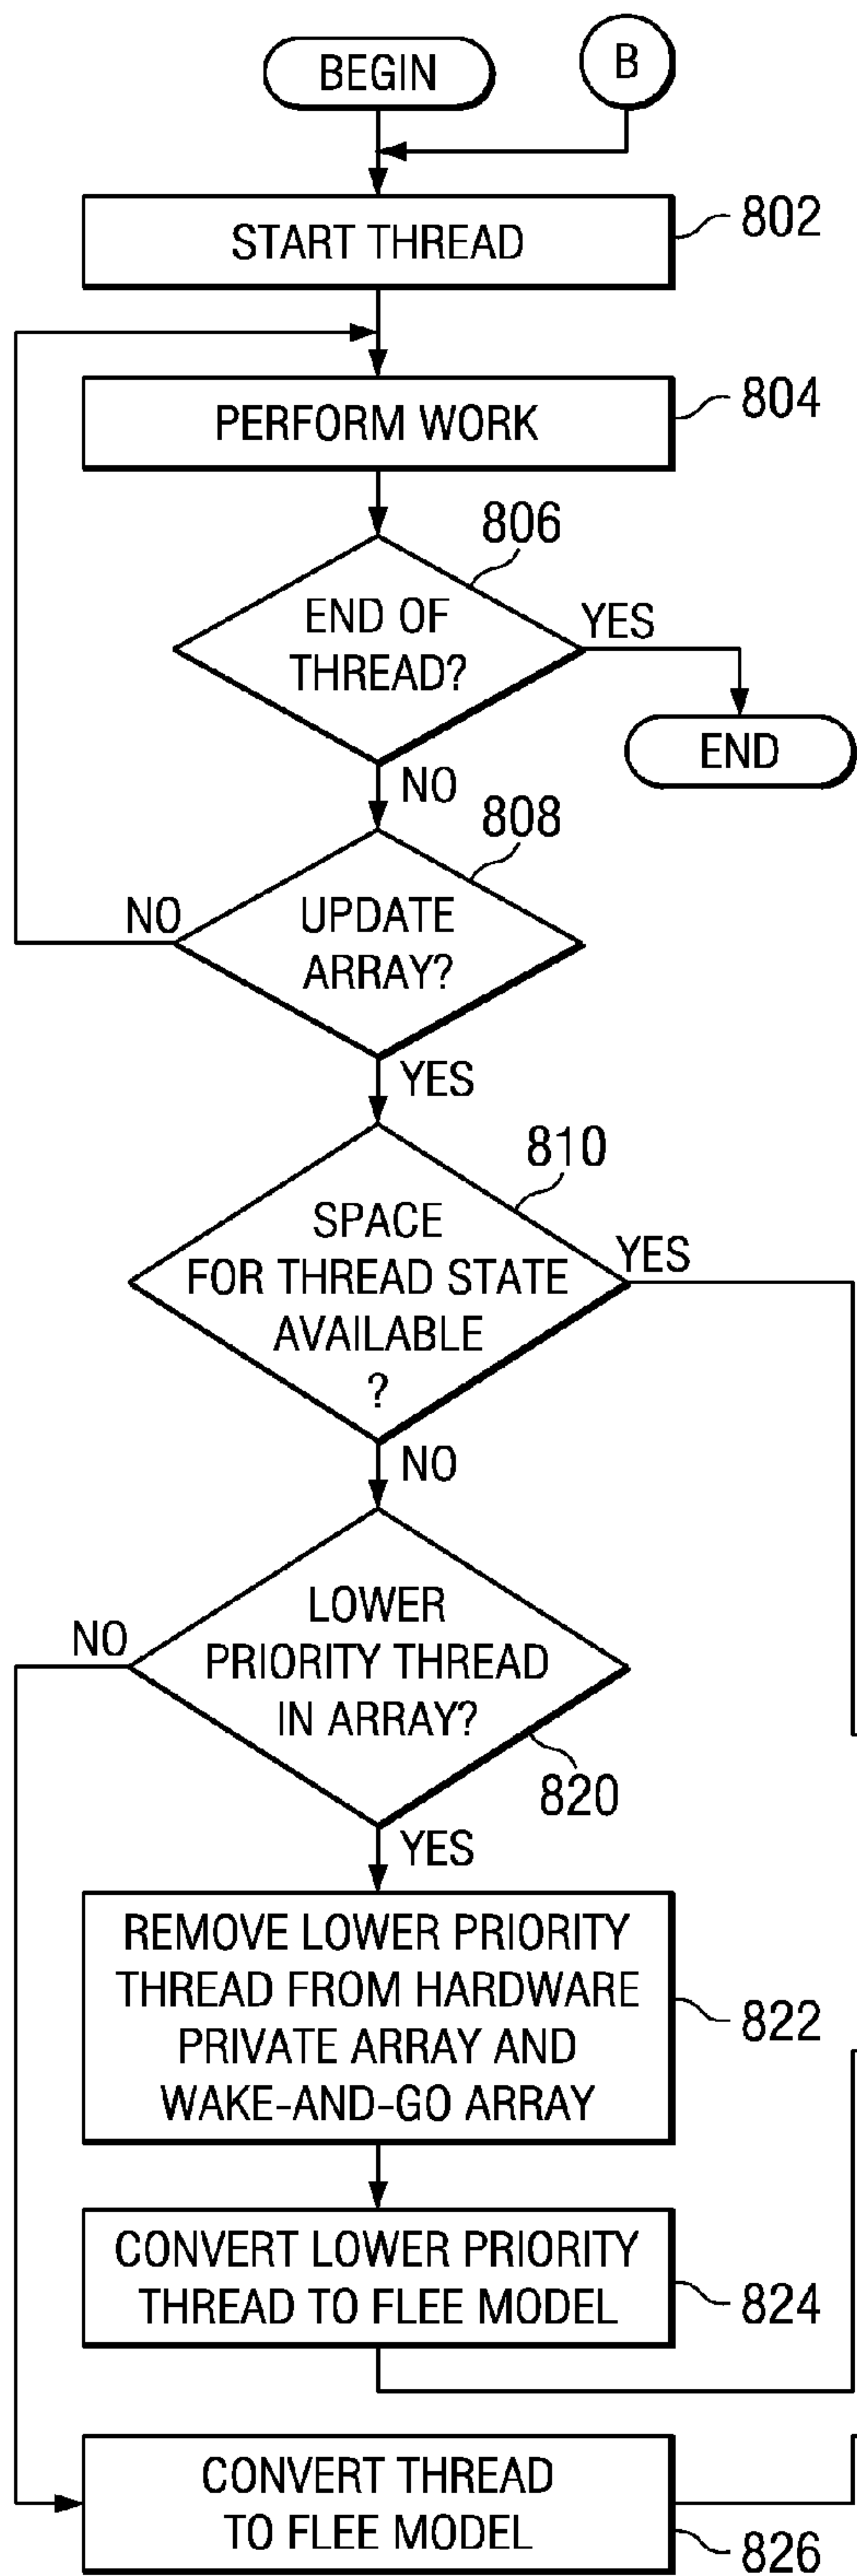 BEGIN
B
START THREAD
802
PERFORM WORK
804
806
END OF
THREAD?
YES
END
NO
808
NO
UPDATE
ARRAY?
YES
810
SPACE
FOR THREAD STATE
AVAILABLE
?
YES
NO
NO
LOWER
PRIORITY THREAD
IN ARRAY?
820
YES
REMOVE LOWER PRIORITY
THREAD FROM HARDWARE
PRIVATE ARRAY AND
WAKE-AND-GO ARRAY
822
CONVERT LOWER PRIORITY
THREAD TO FLEE MODEL
824
CONVERT THREAD
TO FLEE MODEL
826